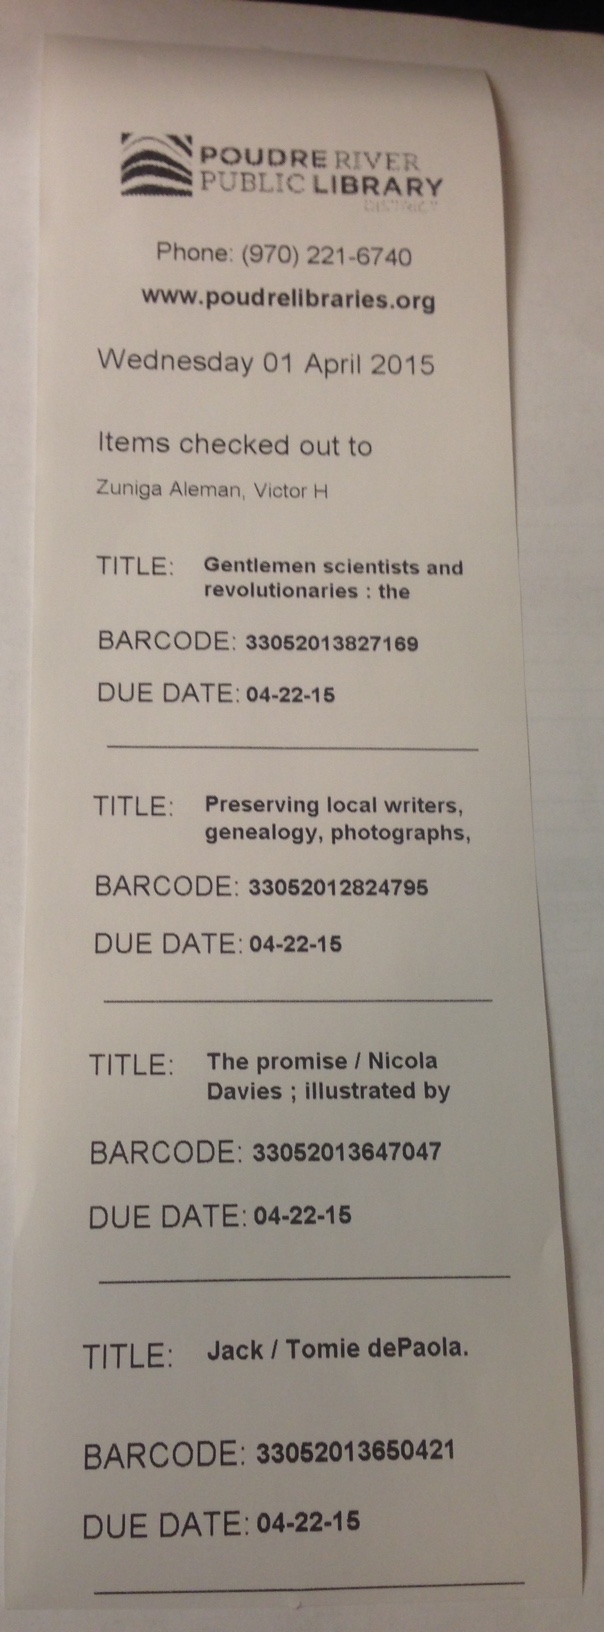 POUDRE RIVER
PUBLIC LIBRARY
DISTRICT
Phone: (970) 221-6740
www.poudrelibraries.org
Wednesday 01 April 2015
Items checked out to
Zuniga Aleman, Victor H
TITLE: Gentlemen scientists and
revolutionaries : the
BARCODE: 33052013827169
DUE DATE: 04-22-15
TITLE: Preserving local writers,
genealogy, photographs,
BARCODE: 33052012824795
DUE DATE: 04-22-15
TITLE: The promise / Nicola
Davies ; illustrated by
BARCODE: 33052013647047
DUE DATE: 04-22-15
TITLE: Jack / Tomie dePaola.
BARCODE: 33052013650421
DUE DATE: 04-22-15